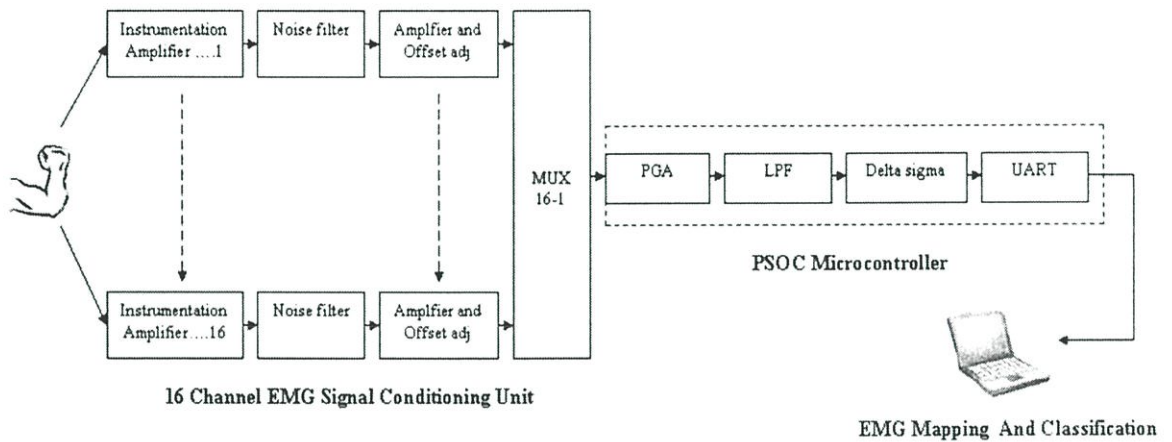 Instrumentation
Amplifier ....1
Noise filter
Amplfier and
Offset adj
MUX
16-1
PGA
LPF
Delta sigma
UART
PSOC Microcontroller
Instrumentation
Amplifier ....16
Noise filter
Amplfier and
Offset adj
16 Channel EMG Signal Conditioning Unit
EMG Mapping And Classification